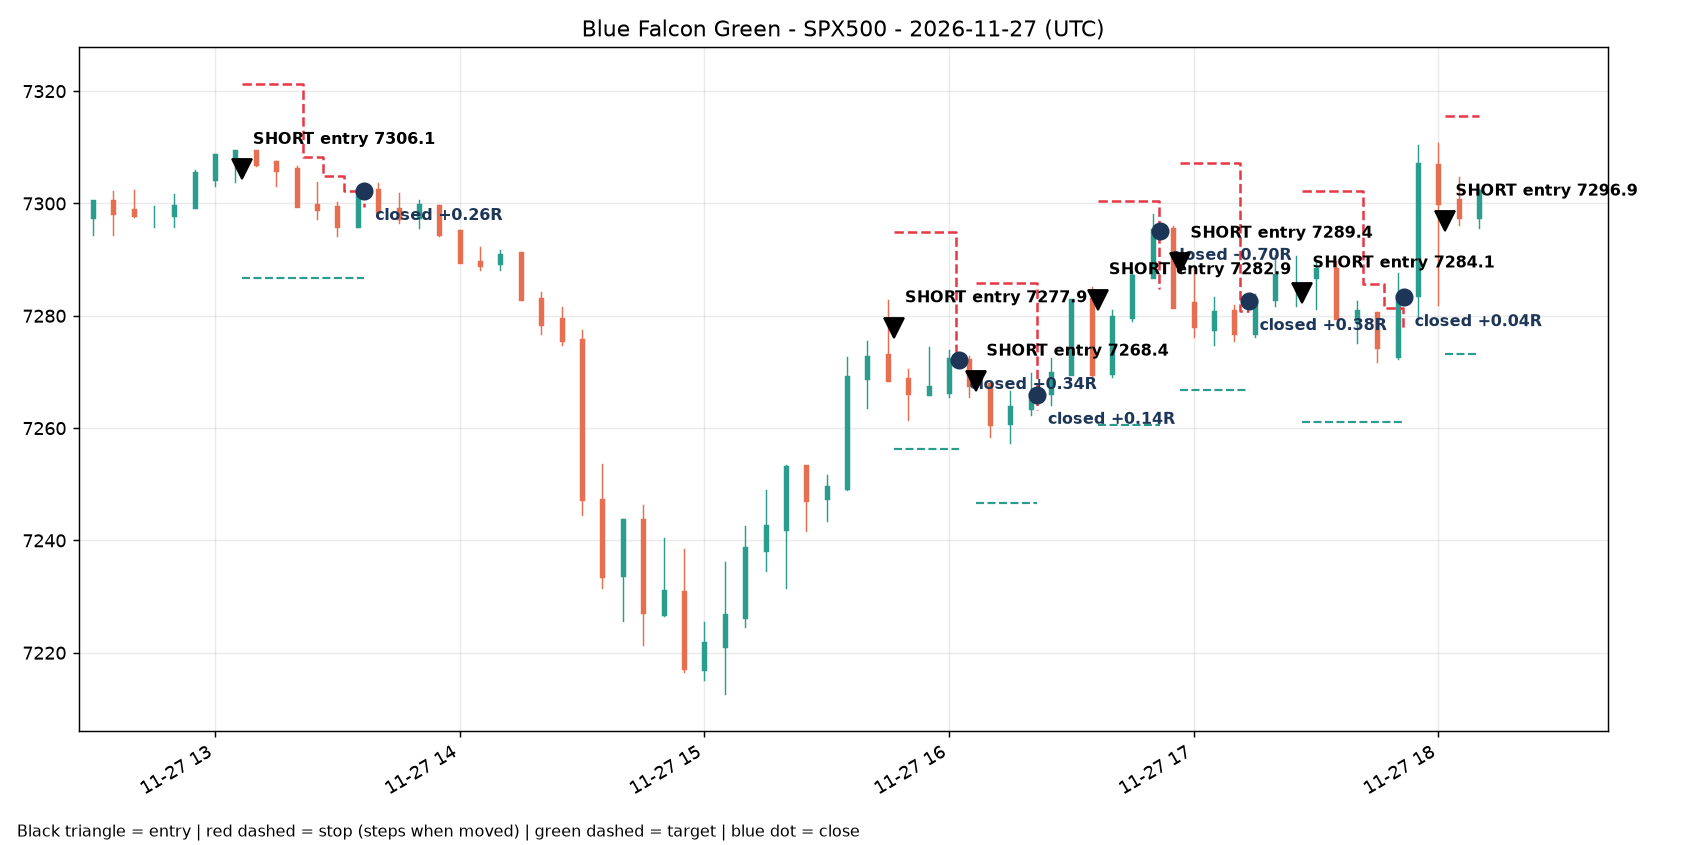 Blue Falcon Green - SPX500 - 2026-11-27 (UTC)
7320
7300
7280
7260
7240
7220
SHORT entry 7306.1
closed +0.26R
SHORT entry 7277.9
closed +0.34R
SHORT entry 7268.4
closed +0.14R
SHORT entry 7282.9
closed -0.70R
SHORT entry 7289.4
closed +0.38R
SHORT entry 7284.1
closed +0.04R
SHORT entry 7296.9
11-27 13
11-27 14
11-27 15
11-27 16
11-27 17
11-27 18
Black triangle = entry | red dashed = stop (steps when moved) | green dashed = target | blue dot = close